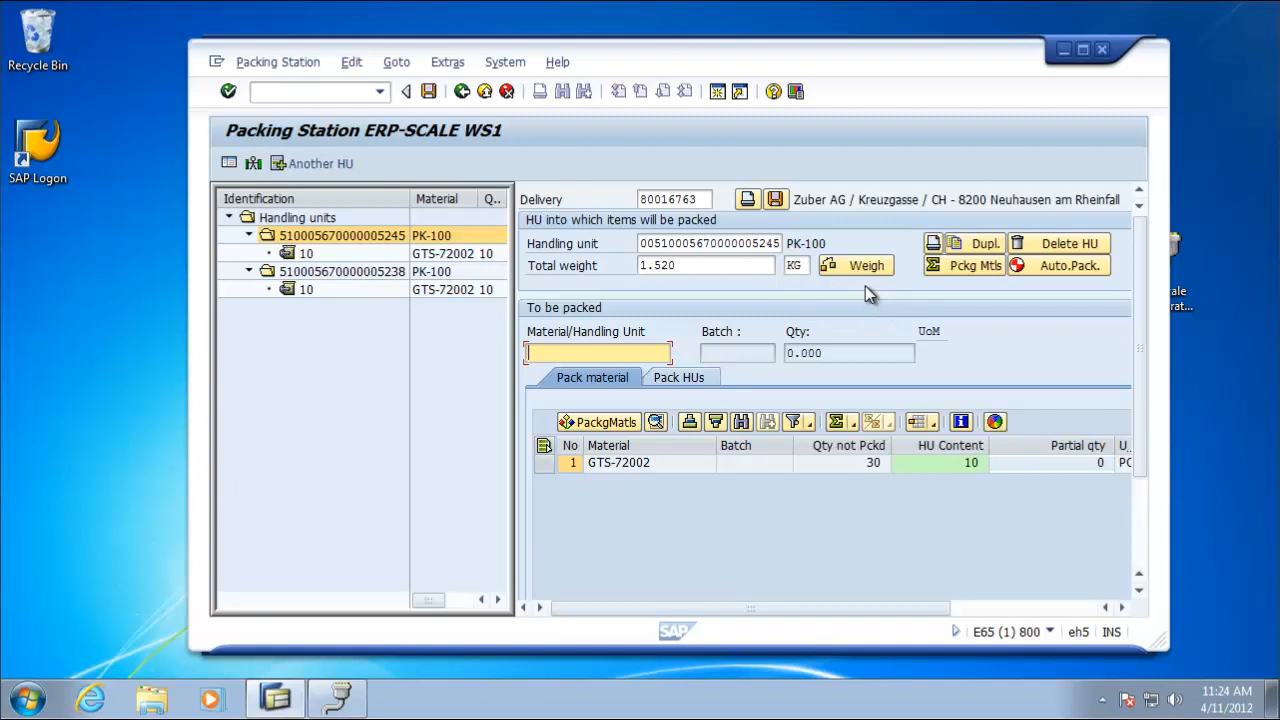 Recycle Bin
SAP Logon
Packing Station Edit Goto Extras System Help
Packing Station ERP-SCALE WS1
Another HU
Identification Material Q..
Handling units
510005670000005245 PK-100
10 GTS-72002 10
510005670000005238 PK-100
10 GTS-72002 10
Delivery 80016763 Zuber AG / Kreuzgasse / CH - 8200 Neuhausen am Rheinfall
HU into which items will be packed
Handling unit 00510005670000005245 PK-100 Dupl. Delete HU
Total weight 1.520 KG Weigh Pckg Mtls Auto.Pack.
To be packed
Material/Handling Unit Batch : Qty: UoM
0.000
Pack material Pack HUs
PackgMatls
No Material Batch Qty not Pckd HU Content Partial qty U_
1 GTS-72002 30 10 0 PC
SAP
E65 (1) 800 eh5 INS
ale
rat...
11:24 AM
4/11/2012